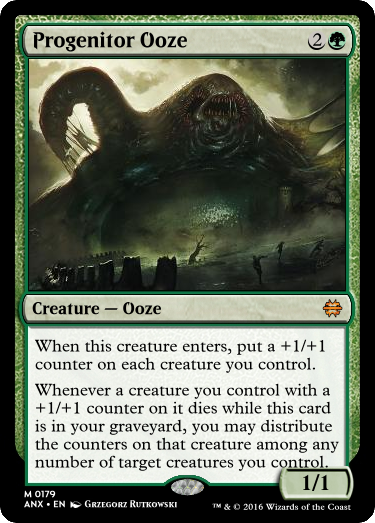 Progenitor Ooze 2
Creature — Ooze
When this creature enters, put a +1/+1
counter on each creature you control.
Whenever a creature you control with a
+1/+1 counter on it dies while this card
is in your graveyard, you may distribute
the counters on that creature among any
number of target creatures you control.
1/1
M 0179
ANX • EN Grzegorz Rutkowski
™ & © 2016 Wizards of the Coast